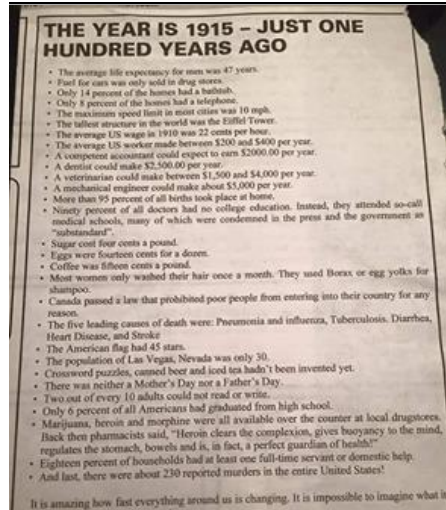 THE YEAR IS 1915 – JUST ONE
HUNDRED YEARS AGO
• The average life expectancy for men was 47 years.
• Fuel for cars was only sold in drug stores.
• Only 14 percent of the homes had a bathtub.
• Only 8 percent of the homes had a telephone.
• The maximum speed limit in most cities was 10 mph.
• The tallest structure in the world was the Eiffel Tower.
• The average US wage in 1910 was 22 cents per hour.
• The average US worker made between $200 and $400 per year.
• A competent accountant could expect to earn $2000.00 per year.
• A dentist could make $2,500.00 per year.
• A veterinarian could make between $1,500 and $4,000 per year.
• A mechanical engineer could make about $5,000 per year.
• More than 95 percent of all births took place at home.
• Ninety percent of all doctors had no college education. Instead, they attended so-call
medical schools, many of which were condemned in the press and the government as
"substandard".
• Sugar cost four cents a pound.
• Eggs were fourteen cents for a dozen.
• Coffee was fifteen cents a pound.
• Most women only washed their hair once a month. They used Borax or egg yolks for
shampoo.
• Canada passed a law that prohibited poor people from entering into their country for any
reason.
• The five leading causes of death were: Pneumonia and influenza, Tuberculosis. Diarrhea,
Heart Disease, and Stroke
• The American flag had 45 stars.
• The population of Las Vegas, Nevada was only 30.
• Crossword puzzles, canned beer and iced tea hadn't been invented yet.
• There was neither a Mother's Day nor a Father's Day.
• Two out of every 10 adults could not read or write.
• Only 6 percent of all Americans had graduated from high school.
• Marijuana, heroin and morphine were all available over the counter at local drugstores.
Back then pharmacists said, "Heroin clears the complexion, gives buoyancy to the mind,
regulates the stomach, bowels and is, in fact, a perfect guardian of health!"
• Eighteen percent of households had at least one full-time servant or domestic help.
• And last, there were about 230 reported murders in the entire United States!
It is amazing how fast everything around us is changing. It is impossible to imagine what